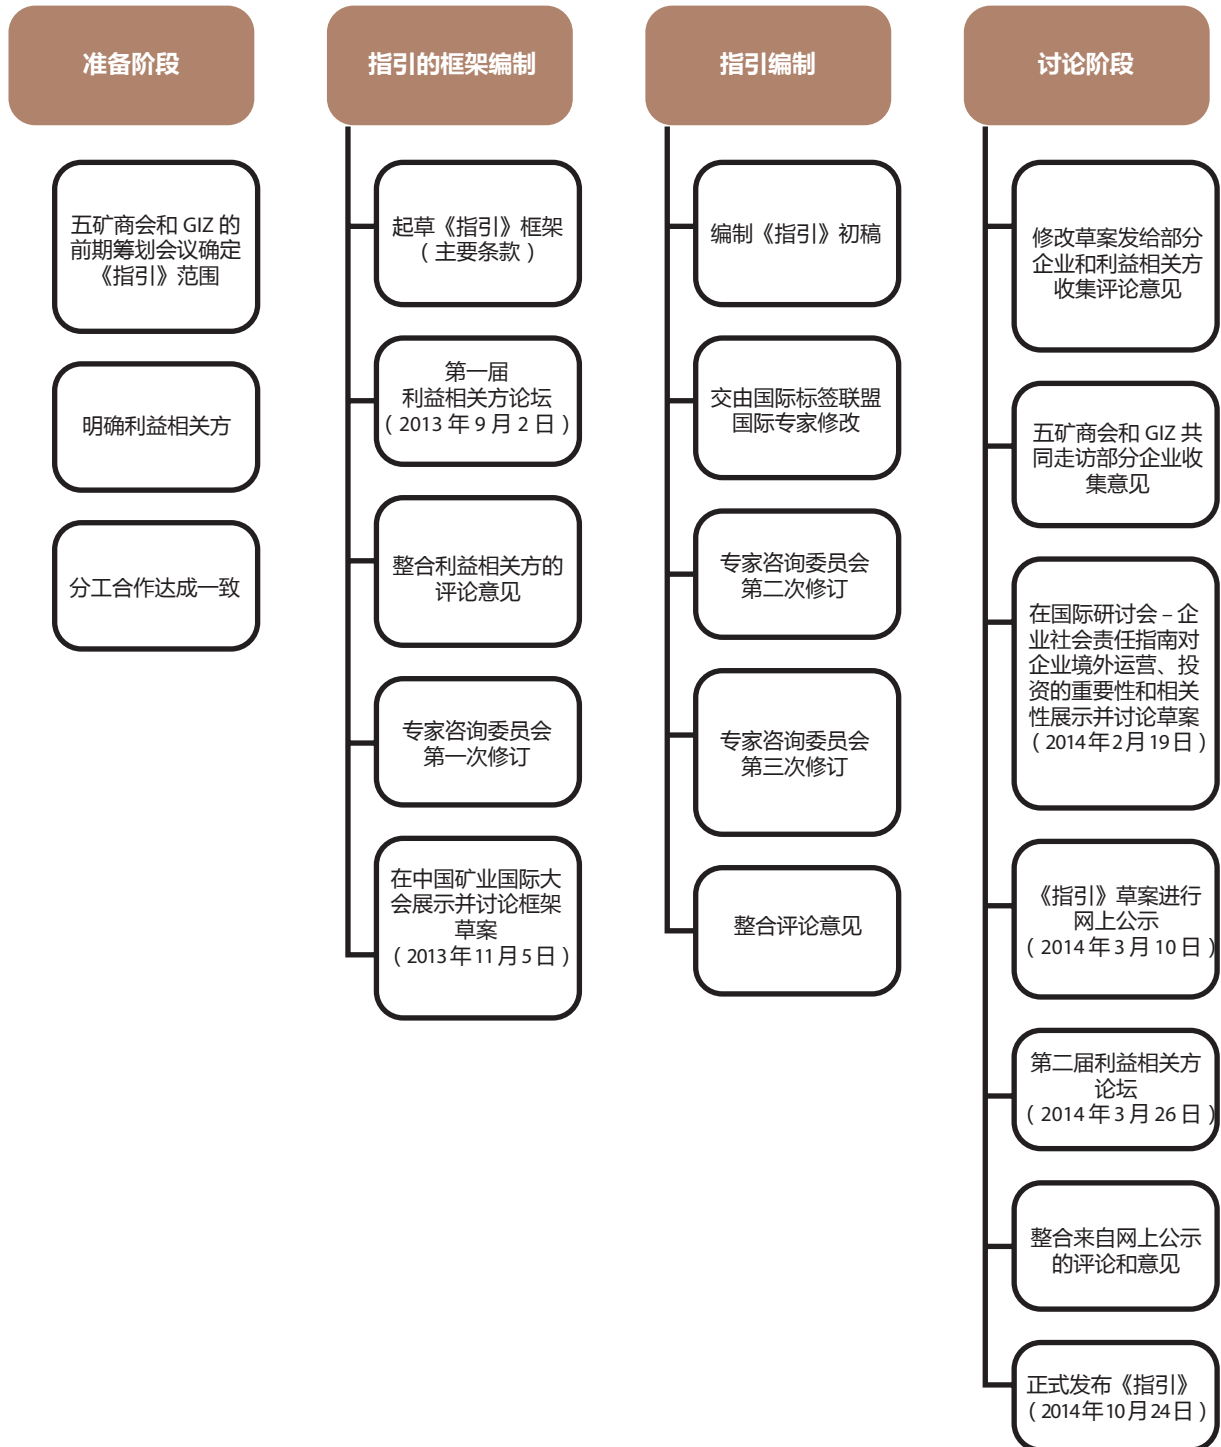 准备阶段
五矿商会和 GIZ 的
前期筹划会议确定
《指引》范围
明确利益相关方
分工合作达成一致
指引的框架编制
起草《指引》框架
（主要条款）
第一届
利益相关方论坛
（2013 年 9 月 2 日）
整合利益相关方的
评论意见
专家咨询委员会
第一次修订
在中国矿业国际大
会展示并讨论框架
草案
（2013 年 11 月 5 日）
指引编制
编制《指引》初稿
交由国际标签联盟
国际专家修改
专家咨询委员会
第二次修订
专家咨询委员会
第三次修订
整合评论意见
讨论阶段
修改草案发给部分
企业和利益相关方
收集评论意见
五矿商会和 GIZ 共
同走访部分企业收
集意见
在国际研讨会 – 企
业社会责任指南对
企业境外运营、投
资的重要性和相关
性展示并讨论草案
（2014 年 2 月 19 日）
《指引》草案进行
网上公示
（2014 年 3 月 10 日）
第二届利益相关方
论坛
（2014 年 3 月 26 日）
整合来自网上公示
的评论和意见
正式发布《指引》
（2014 年 10 月 24 日）